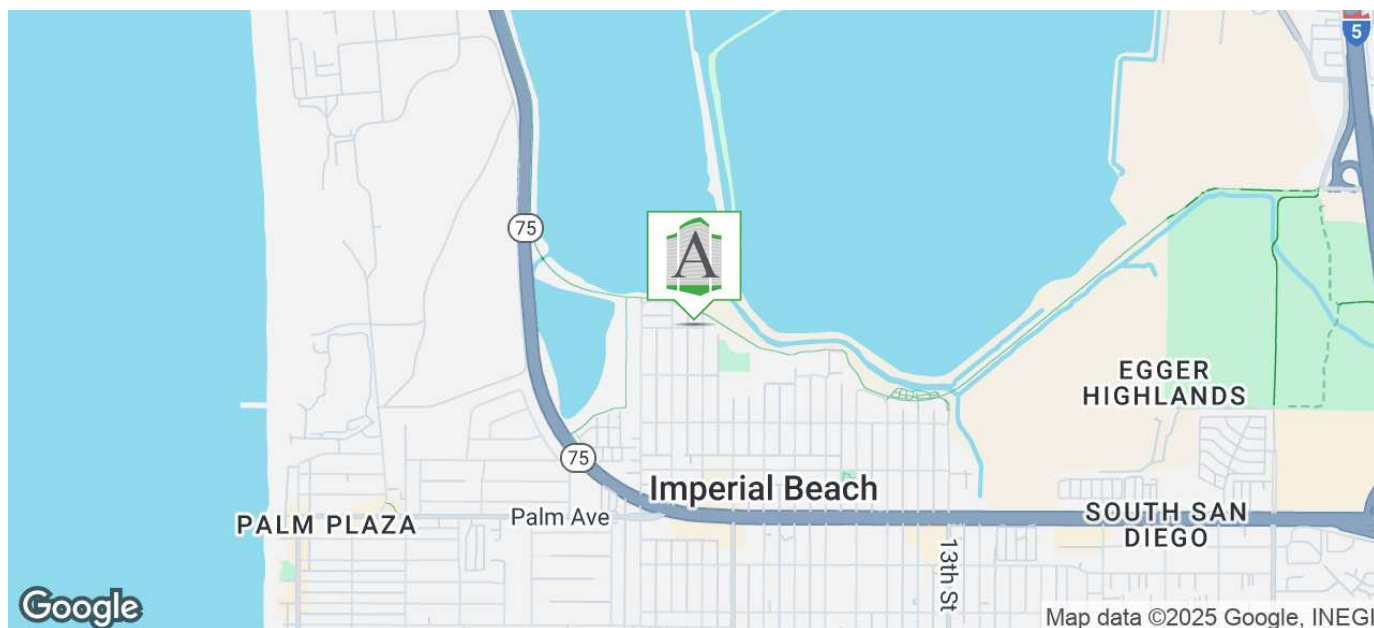 5
75
A
EGGER
HIGHLANDS
75
Imperial Beach
PALM PLAZA
Palm Ave
SOUTH SAN
DIEGO
13th St
Google
Map data ©2025 Google, INEGI